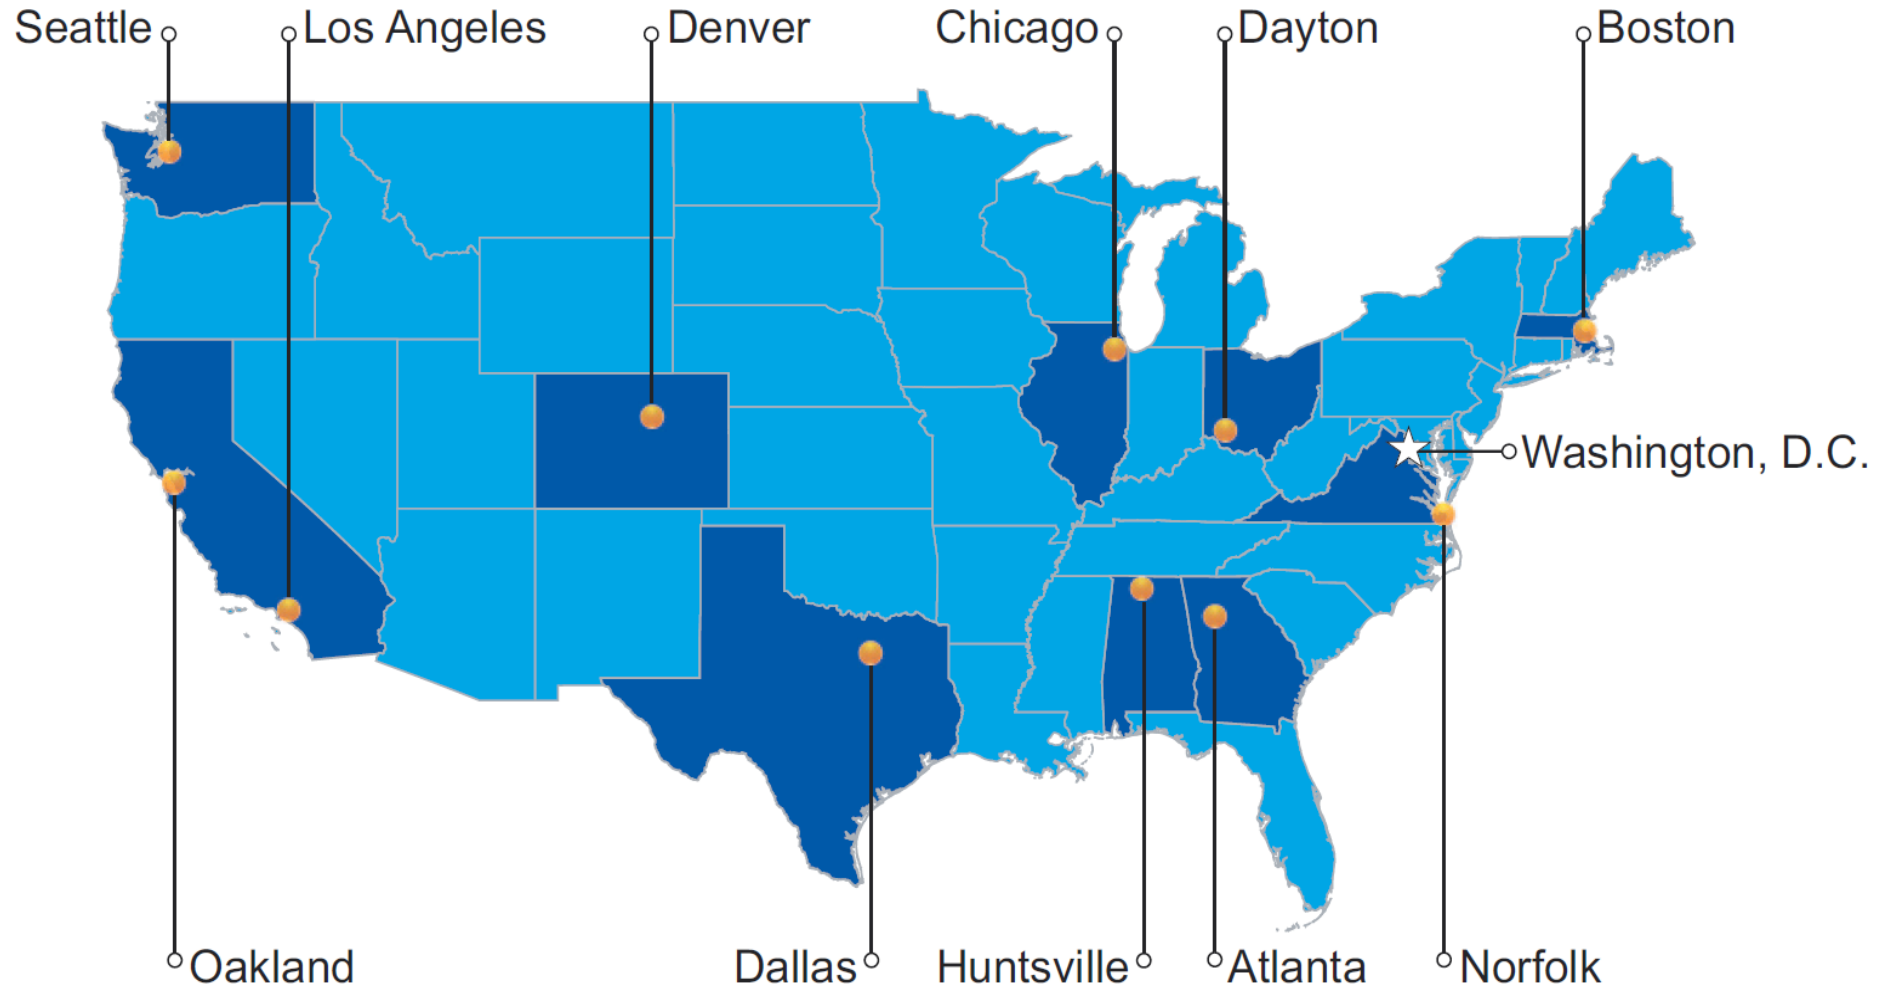 Seattle
Los Angeles
Denver
Chicago
Dayton
Boston
Washington, D.C.
Oakland
Dallas
Huntsville
Atlanta
Norfolk